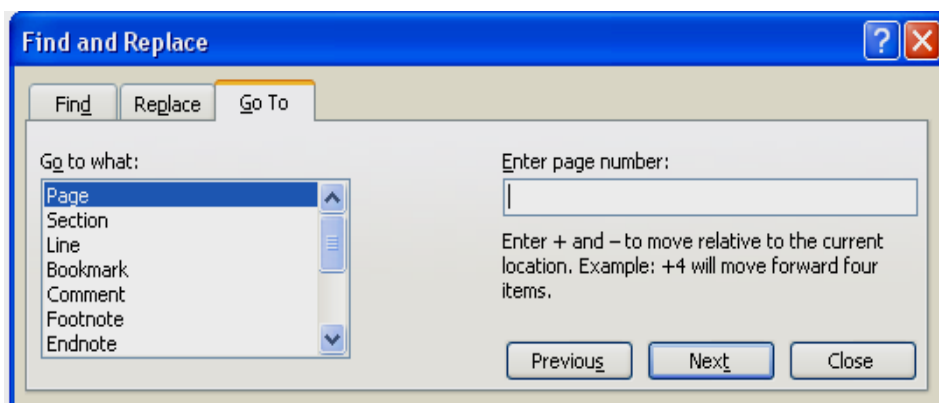 Find and Replace
Find
Replace
Go To
Go to what:
Page
Section
Line
Bookmark
Comment
Footnote
Endnote
Enter page number:
Enter + and – to move relative to the current
location. Example: +4 will move forward four
items.
Previous
Next
Close